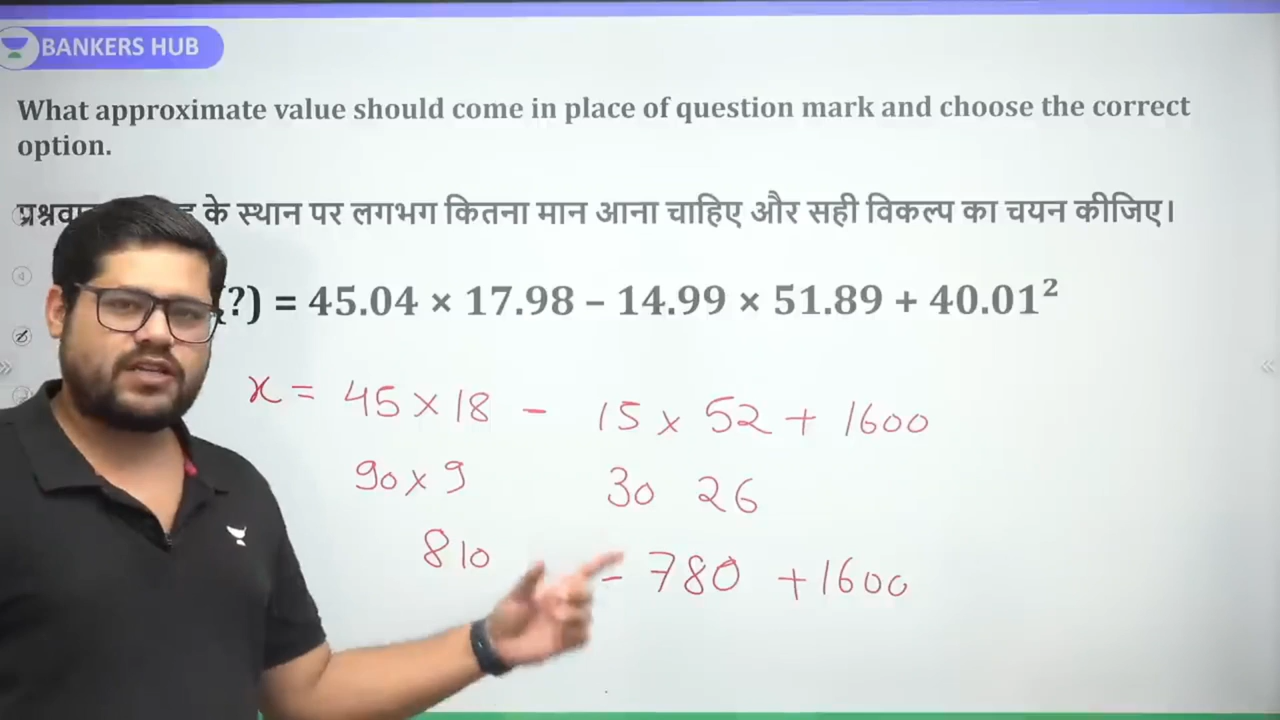 BANKERS HUB
What approximate value should come in place of question mark and choose the correct
option.
के स्थान पर लगभग कितना मान आना चाहिए और सही विकल्प का चयन कीजिए।
(?) = 45.04 × 17.98 – 14.99 × 51.89 + 40.01²
x = 45 × 18 - 15 × 52 + 1600
90 × 9 30 26
810 - 780 + 1600